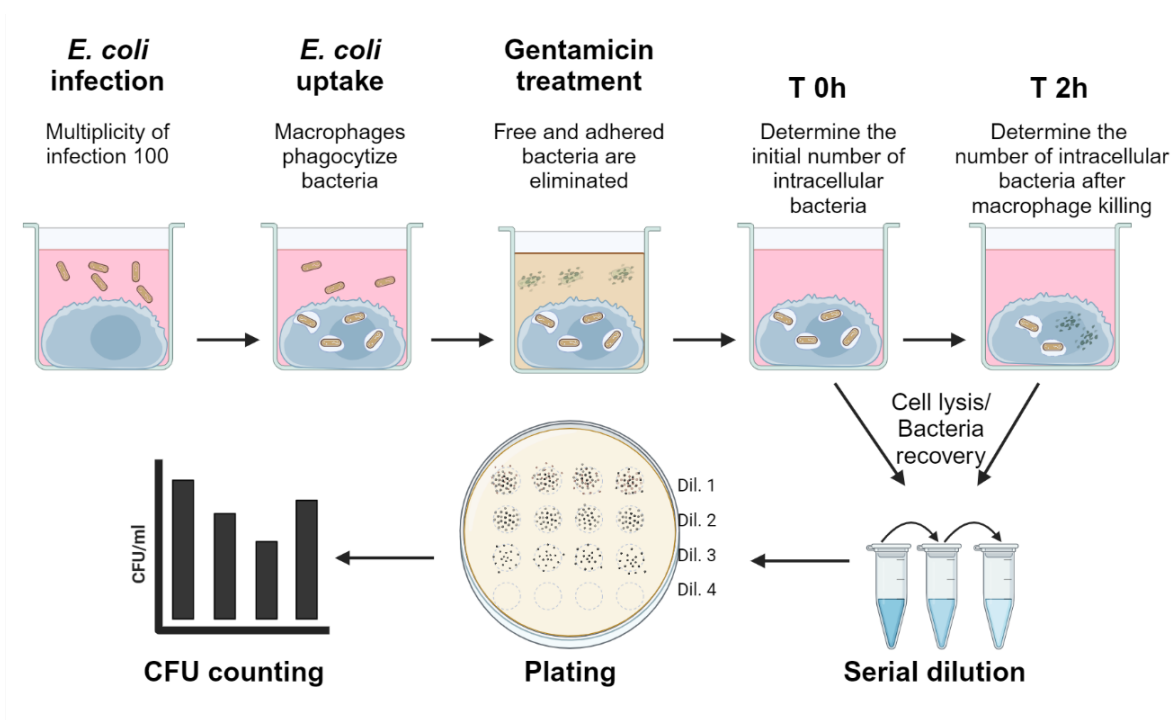 E. coli
infection
Multiplicity of
infection 100
E. coli
uptake
Macrophages
phagocytize
bacteria
Gentamicin
treatment
Free and adhered
bacteria are
eliminated
T 0h
Determine the
initial number of
intracellular
bacteria
T 2h
Determine the
number of intracellular
bacteria after
macrophage killing
Cell lysis/
Bacteria
recovery
Dil. 1
Dil. 2
Dil. 3
Dil. 4
CFU/ml
CFU counting
Plating
Serial dilution